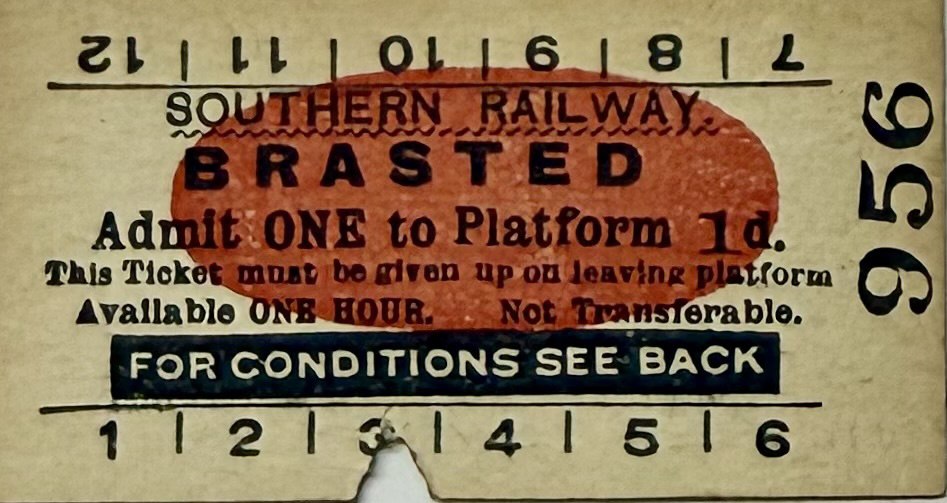 12 | 11 | 10 | 9 | 8 | 7
SOUTHERN RAILWAY.
BRASTED
Admit ONE to Platform 1d.
This Ticket must be given up on leaving platform
Available ONE HOUR. Not Transferable.
FOR CONDITIONS SEE BACK
1 | 2 | 3 | 4 | 5 | 6
956